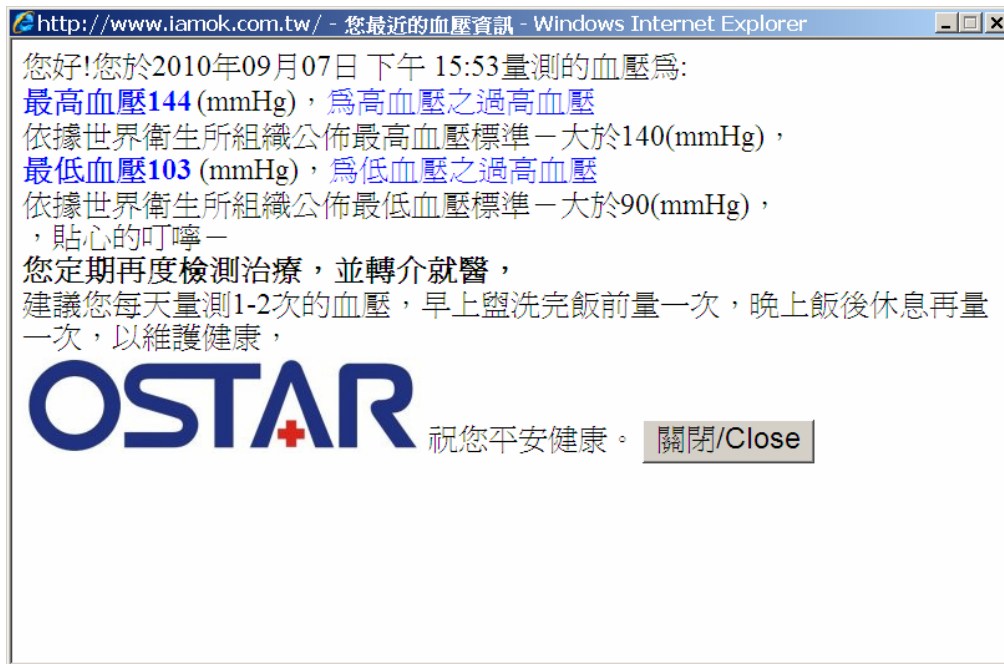 http://www.iamok.com.tw/ - 您最近的血壓資訊 - Windows Internet Explorer
您好!您於2010年09月07日 下午 15:53量測的血壓爲:
最高血壓144 (mmHg)，爲高血壓之過高血壓
依據世界衛生所組織公佈最高血壓標準－大於140(mmHg)，
最低血壓103 (mmHg)，爲低血壓之過高血壓
依據世界衛生所組織公佈最低血壓標準－大於90(mmHg)，
，貼心的叮嚀－
您定期再度檢測治療，並轉介就醫，
建議您每天量測1-2次的血壓，早上盥洗完飯前量一次，晚上飯後休息再量
一次，以維護健康，
OSTAR 祝您平安健康。 關閉/Close